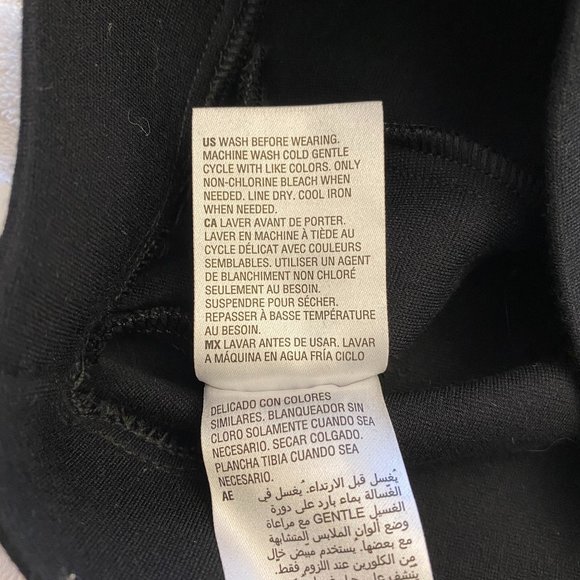 US WASH BEFORE WEARING.
MACHINE WASH COLD GENTLE
CYCLE WITH LIKE COLORS. ONLY
NON-CHLORINE BLEACH WHEN
NEEDED. LINE DRY. COOL IRON
WHEN NEEDED.
CA LAVER AVANT DE PORTER.
LAVER EN MACHINE À TIÈDE AU
CYCLE DÉLICAT AVEC COULEURS
SEMBLABLES. UTILISER UN AGENT
DE BLANCHIMENT NON CHLORÉ
SEULEMENT AU BESOIN.
SUSPENDRE POUR SÉCHER.
REPASSER À BASSE TEMPÉRATURE
AU BESOIN.
MX LAVAR ANTES DE USAR. LAVAR
A MÁQUINA EN AGUA FRÍA CICLO
DELICADO CON COLORES
SIMILARES. BLANQUEADOR SIN
CLORO SOLAMENTE CUANDO SEA
NECESARIO. SECAR COLGADO.
PLANCHA TIBIA CUANDO SEA
NECESARIO.
AE يُغسل قبل الارتداء. يُغسل في
الغسالة بماء بارد على دورة
الغسيل GENTLE مع مراعاة
وضع ألوان الملابس المتشابهة
مع بعضها. يستخدم مبيض خال
من الكلورين عند اللزوم فقط.